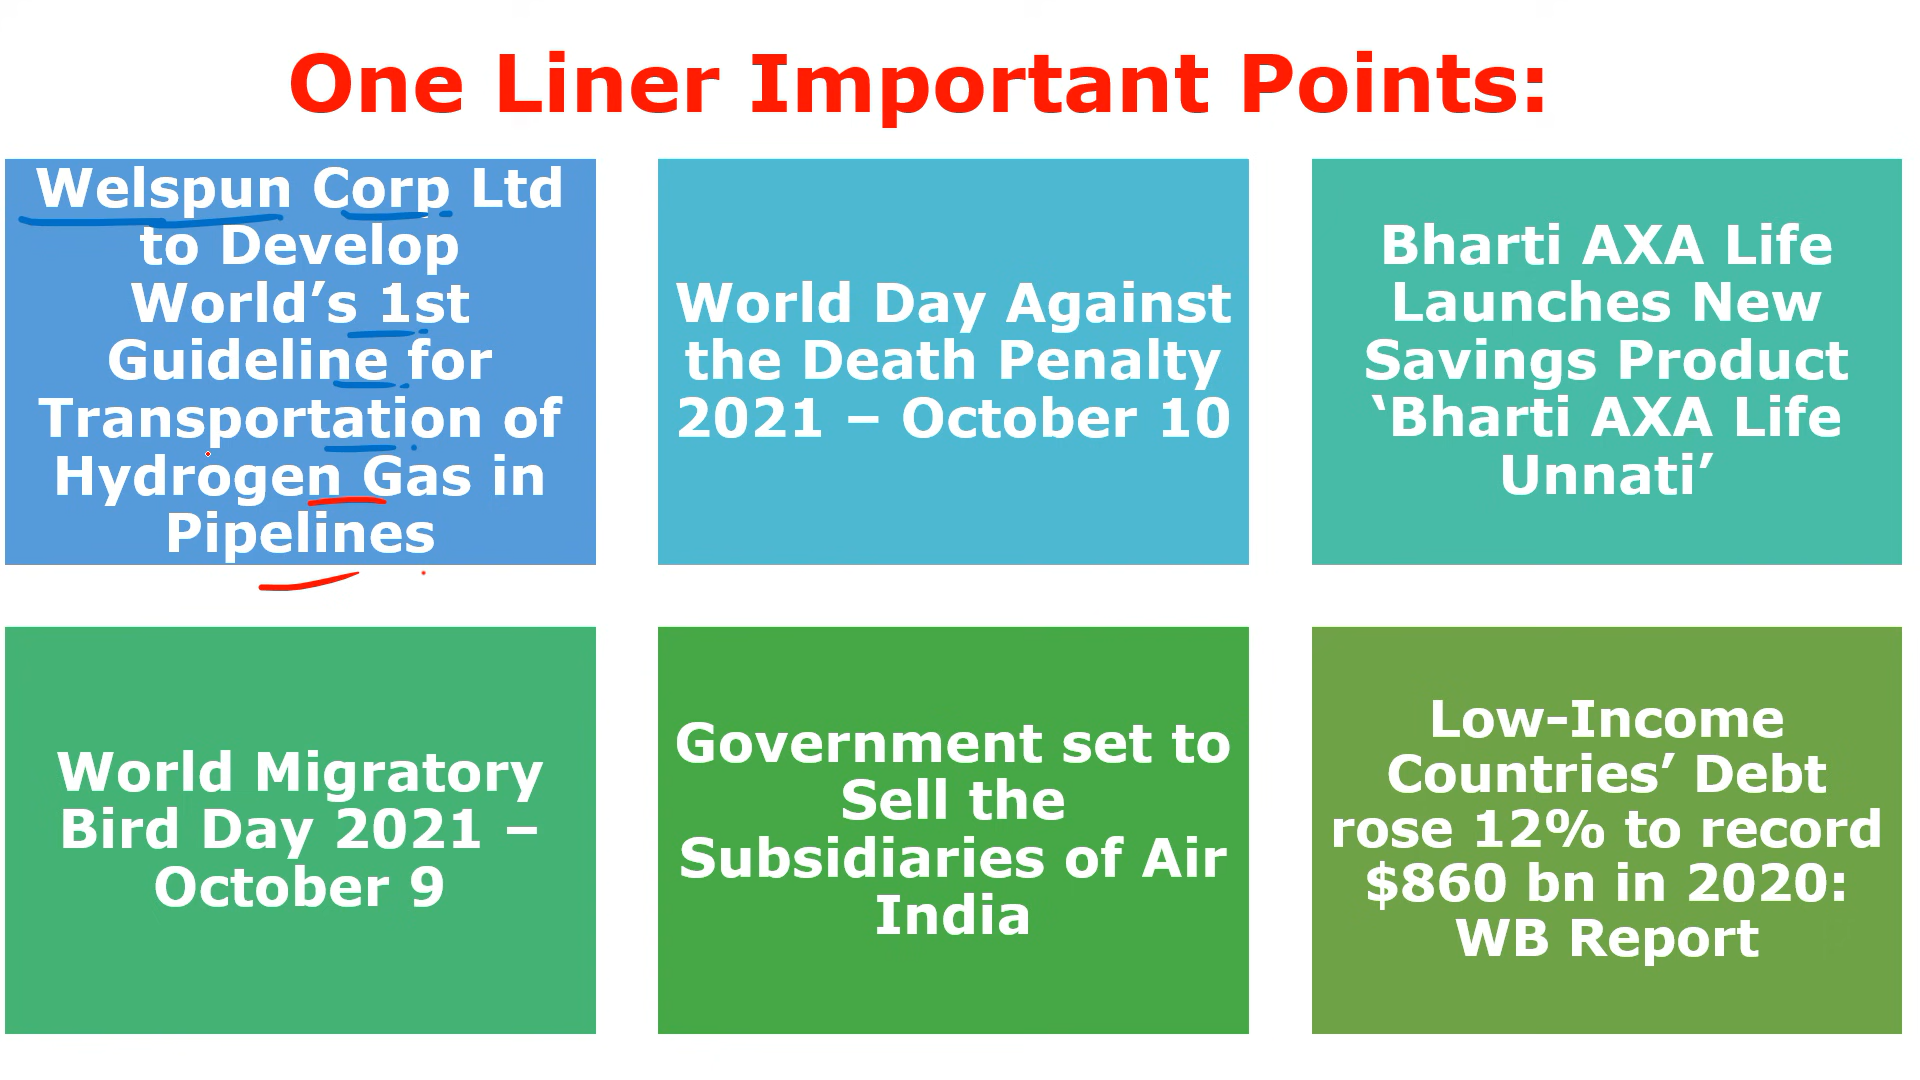 One Liner Important Points:
Welspun Corp Ltd
to Develop
World’s 1st
Guideline for
Transportation of
Hydrogen Gas in
Pipelines
World Day Against
the Death Penalty
2021 – October 10
Bharti AXA Life
Launches New
Savings Product
‘Bharti AXA Life
Unnati’
World Migratory
Bird Day 2021 –
October 9
Government set to
Sell the
Subsidiaries of Air
India
Low-Income
Countries’ Debt
rose 12% to record
$860 bn in 2020:
WB Report